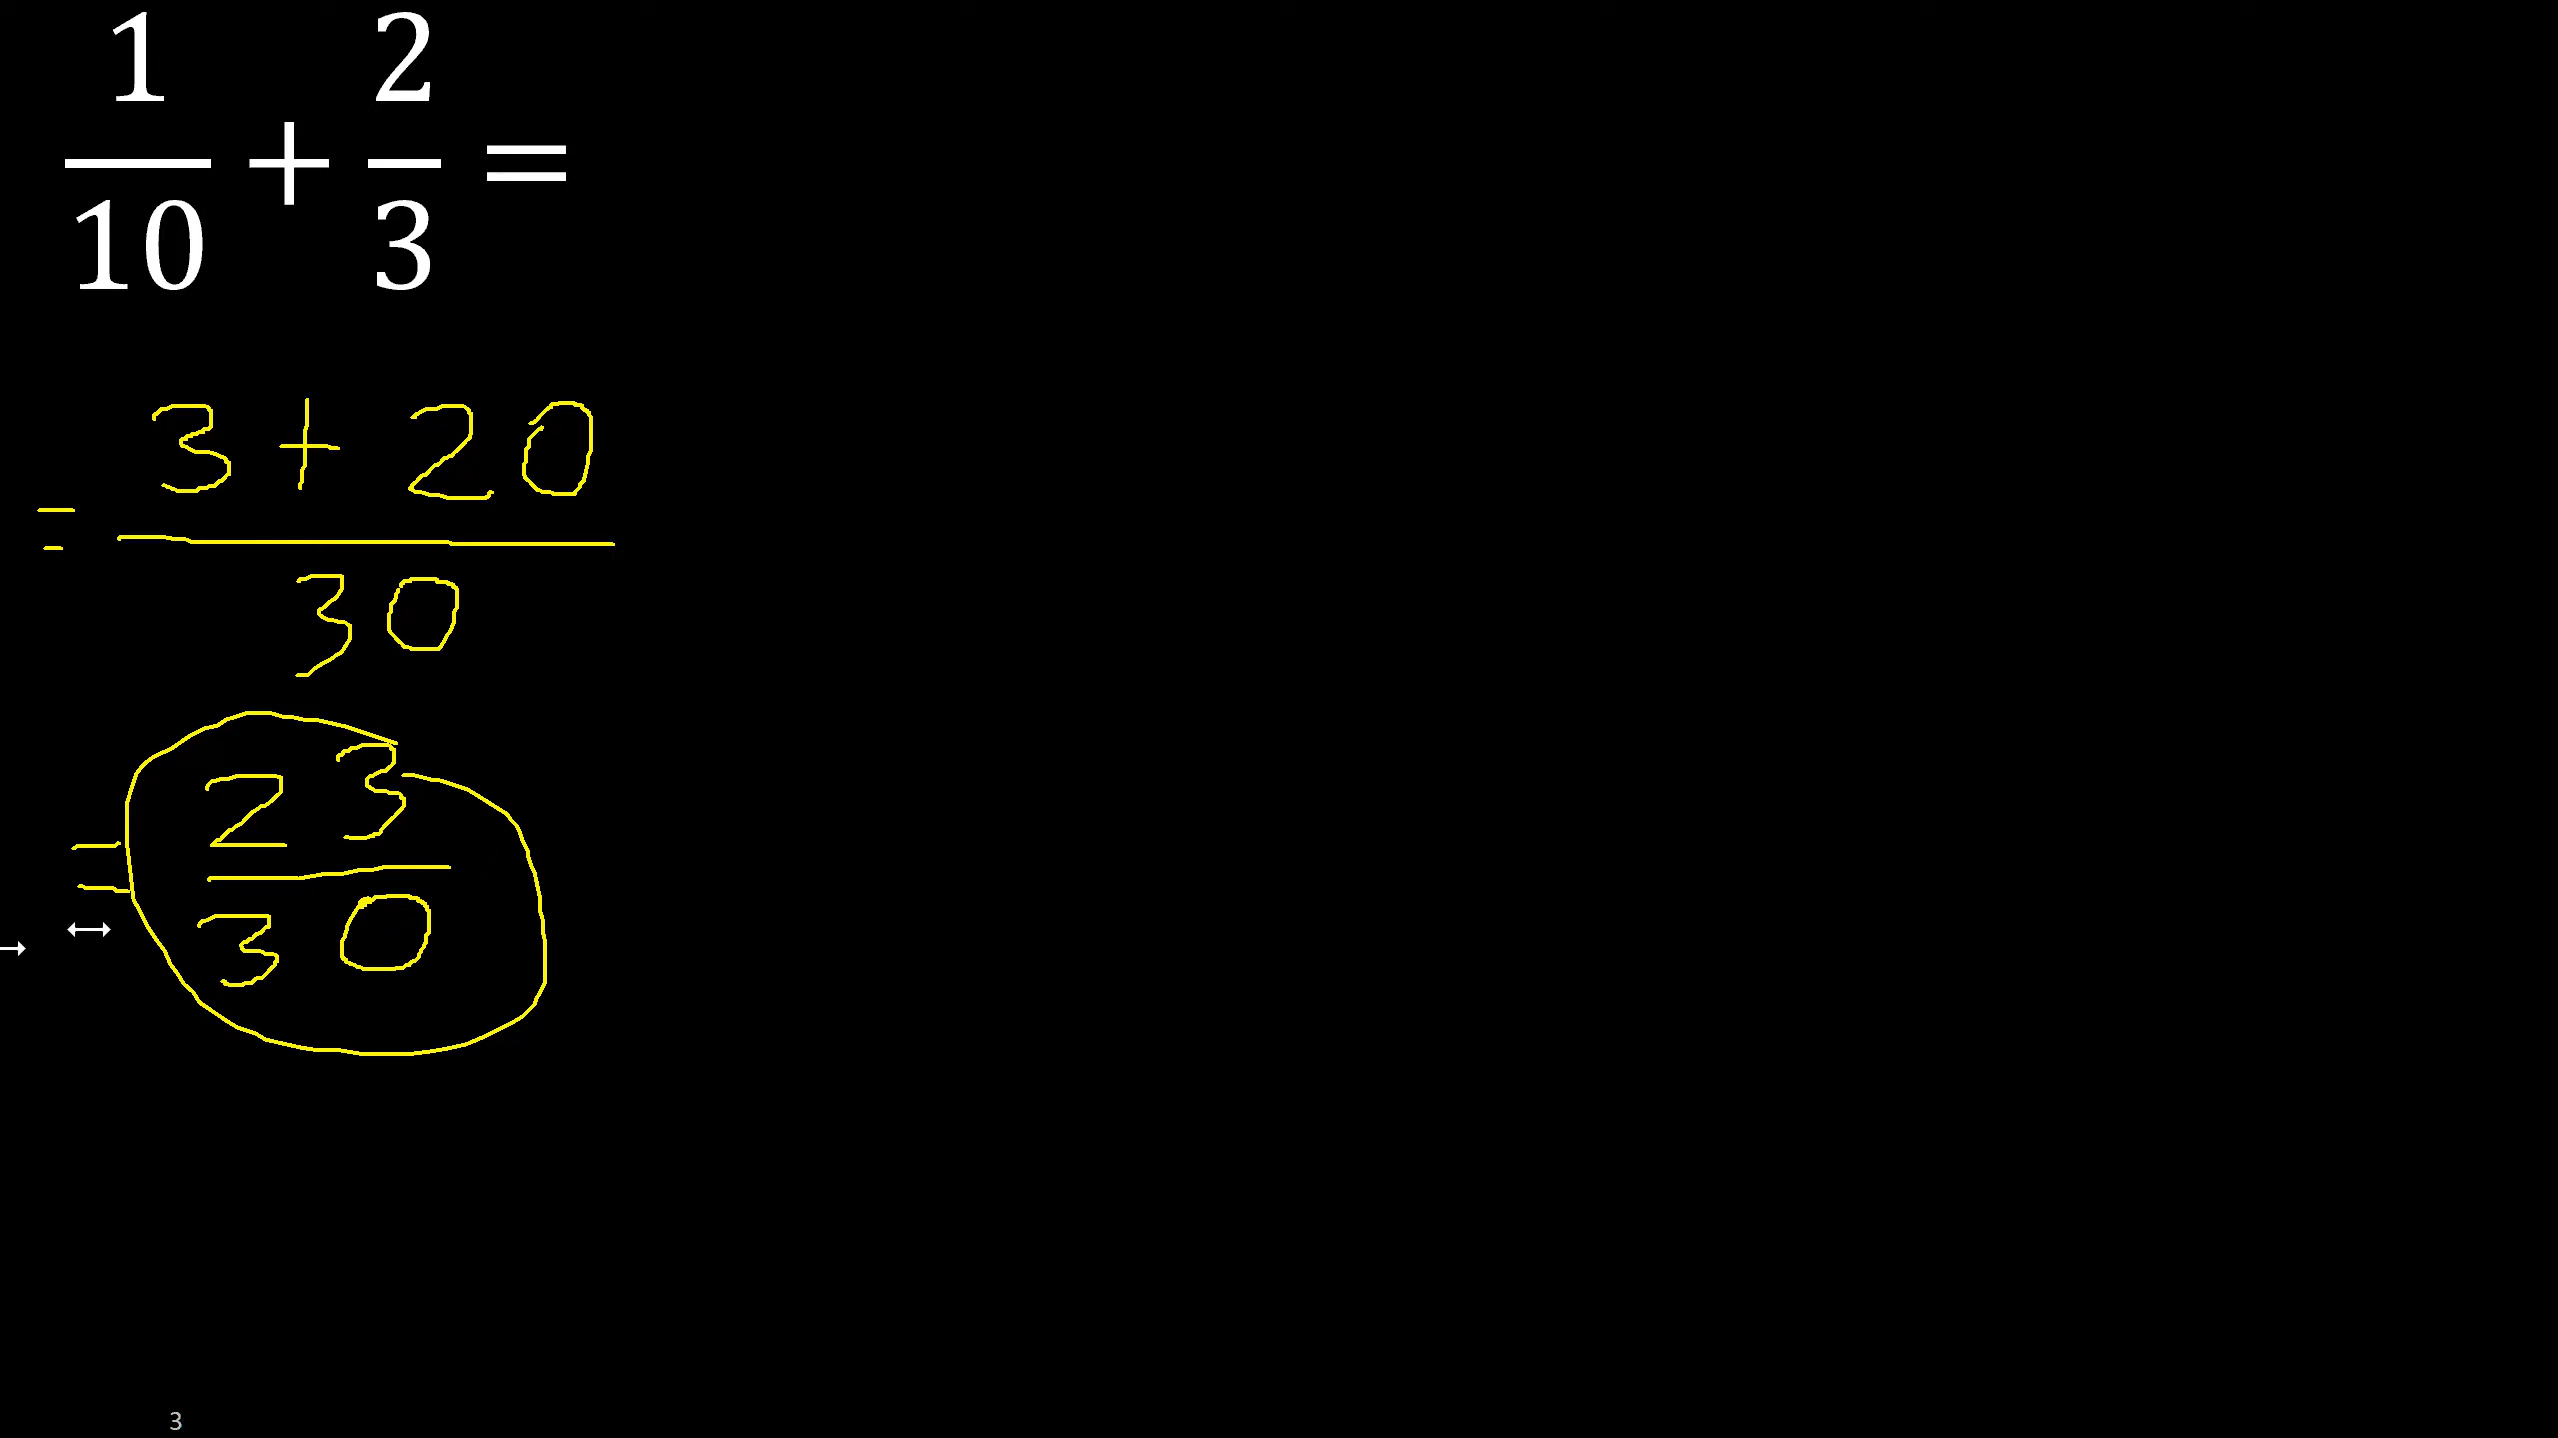 1/10 + 2/3 =
= 3 + 20 / 30
= 23/30
3